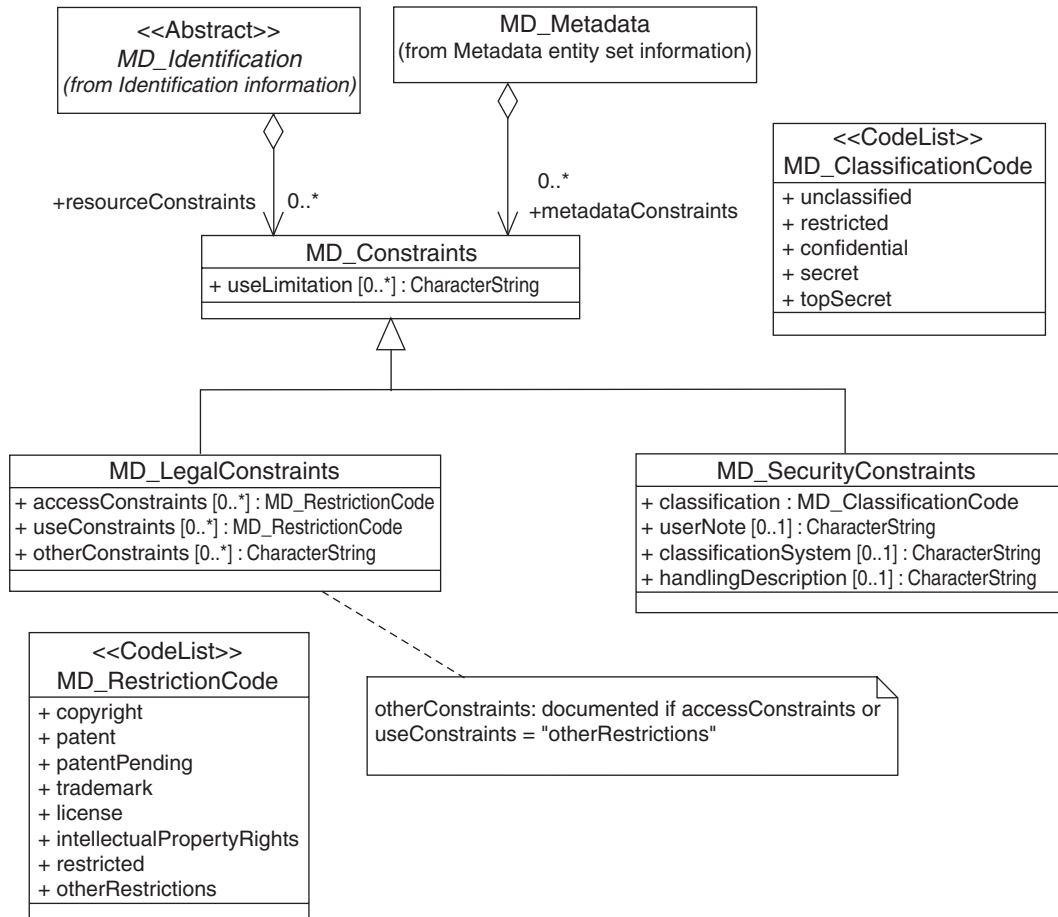 <<Abstract>>
MD_Identification
(from Identification information)
MD_Metadata
(from Metadata entity set information)
+resourceConstraints
0..*
0..*
+metadataConstraints
<<CodeList>>
MD_ClassificationCode
+ unclassified
+ restricted
+ confidential
+ secret
+ topSecret
MD_Constraints
+ useLimitation [0..*] : CharacterString
MD_LegalConstraints
+ accessConstraints [0..*] : MD_RestrictionCode
+ useConstraints [0..*] : MD_RestrictionCode
+ otherConstraints [0..*] : CharacterString
MD_SecurityConstraints
+ classification : MD_ClassificationCode
+ userNote [0..1] : CharacterString
+ classificationSystem [0..1] : CharacterString
+ handlingDescription [0..1] : CharacterString
<<CodeList>>
MD_RestrictionCode
+ copyright
+ patent
+ patentPending
+ trademark
+ license
+ intellectualPropertyRights
+ restricted
+ otherRestrictions
otherConstraints: documented if accessConstraints or
useConstraints = "otherRestrictions"